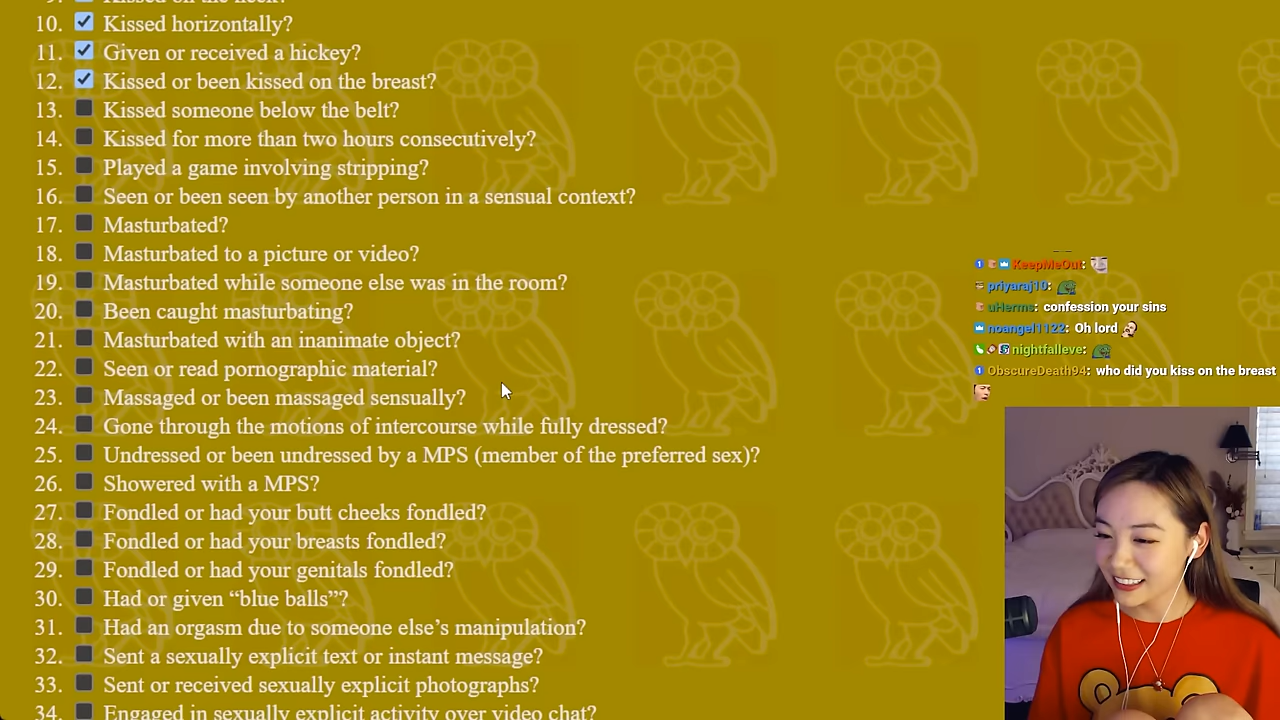 9. Kissed on the neck?
10. Kissed horizontally?
11. Given or received a hickey?
12. Kissed or been kissed on the breast?
13. Kissed someone below the belt?
14. Kissed for more than two hours consecutively?
15. Played a game involving stripping?
16. Seen or been seen by another person in a sensual context?
17. Masturbated?
18. Masturbated to a picture or video?
19. Masturbated while someone else was in the room?
20. Been caught masturbating?
21. Masturbated with an inanimate object?
22. Seen or read pornographic material?
23. Massaged or been massaged sensually?
24. Gone through the motions of intercourse while fully dressed?
25. Undressed or been undressed by a MPS (member of the preferred sex)?
26. Showered with a MPS?
27. Fondled or had your butt cheeks fondled?
28. Fondled or had your breasts fondled?
29. Fondled or had your genitals fondled?
30. Had or given “blue balls”?
31. Had an orgasm due to someone else’s manipulation?
32. Sent a sexually explicit text or instant message?
33. Sent or received sexually explicit photographs?
34. Engaged in sexually explicit activity over video chat?
KeepMeOut:
priyaraj10:
uHerms: confession your sins
noangel1122: Oh lord
nightfalleve:
ObscureDeath94: who did you kiss on the breast